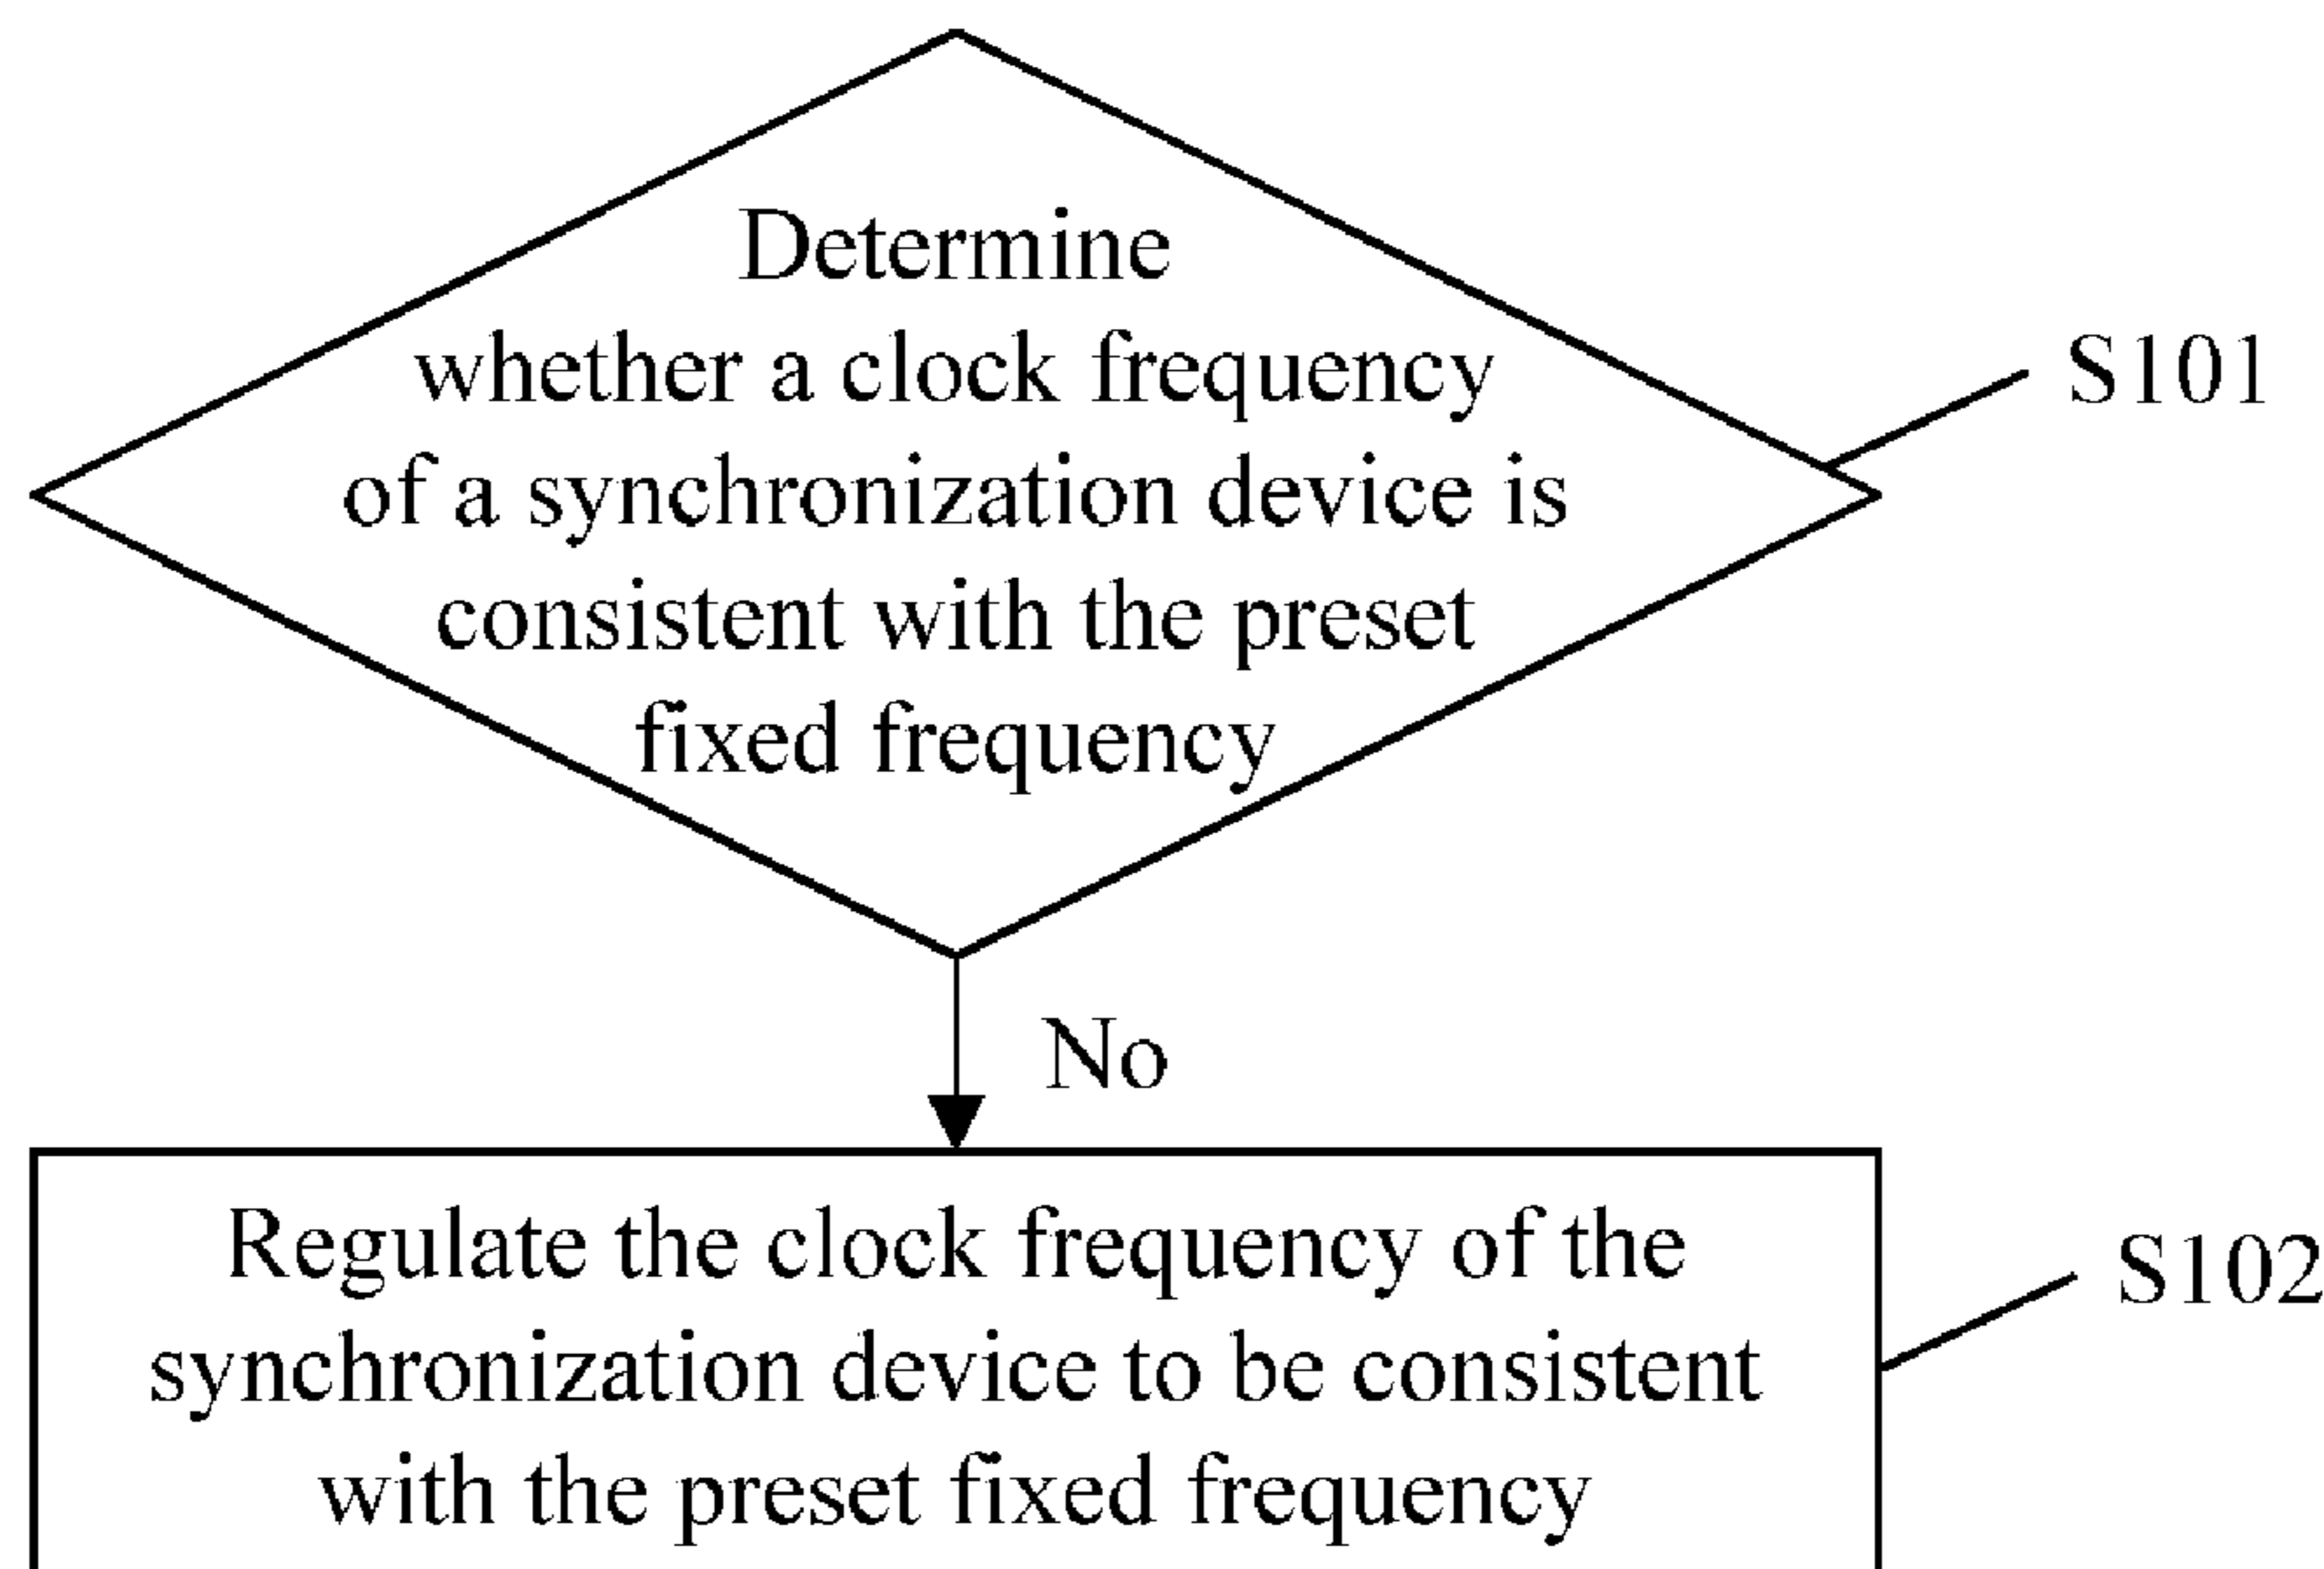 Determine
whether a clock frequency
of a synchronization device is
consistent with the preset
fixed frequency
S101
No
Regulate the clock frequency of the
synchronization device to be consistent
with the preset fixed frequency
S102